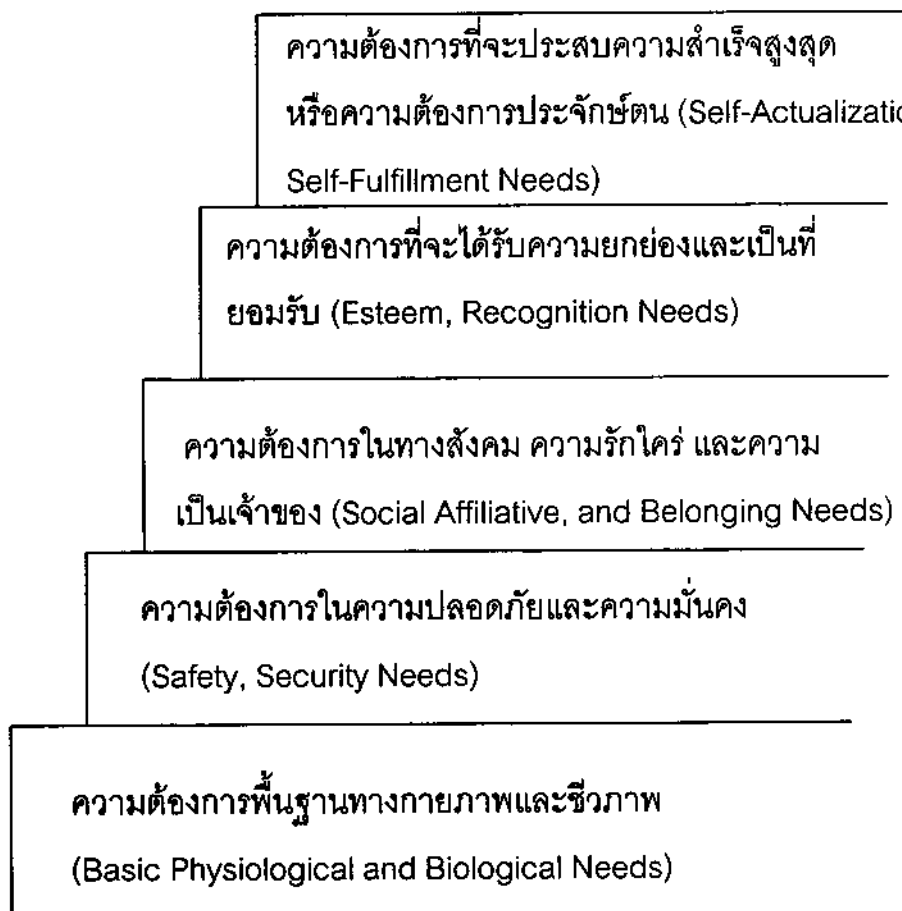 ความต้องการที่จะประสบความสำเร็จสูงสุด
หรือความต้องการประจักษ์ตน (Self-Actualizatio
Self-Fulfillment Needs)
ความต้องการที่จะได้รับความยกย่องและเป็นที่
ยอมรับ (Esteem, Recognition Needs)
ความต้องการในทางสังคม ความรักใคร่ และความ
เป็นเจ้าของ (Social Affiliative, and Belonging Needs)
ความต้องการในความปลอดภัยและความมั่นคง
(Safety, Security Needs)
ความต้องการพื้นฐานทางกายภาพและชีวภาพ
(Basic Physiological and Biological Needs)